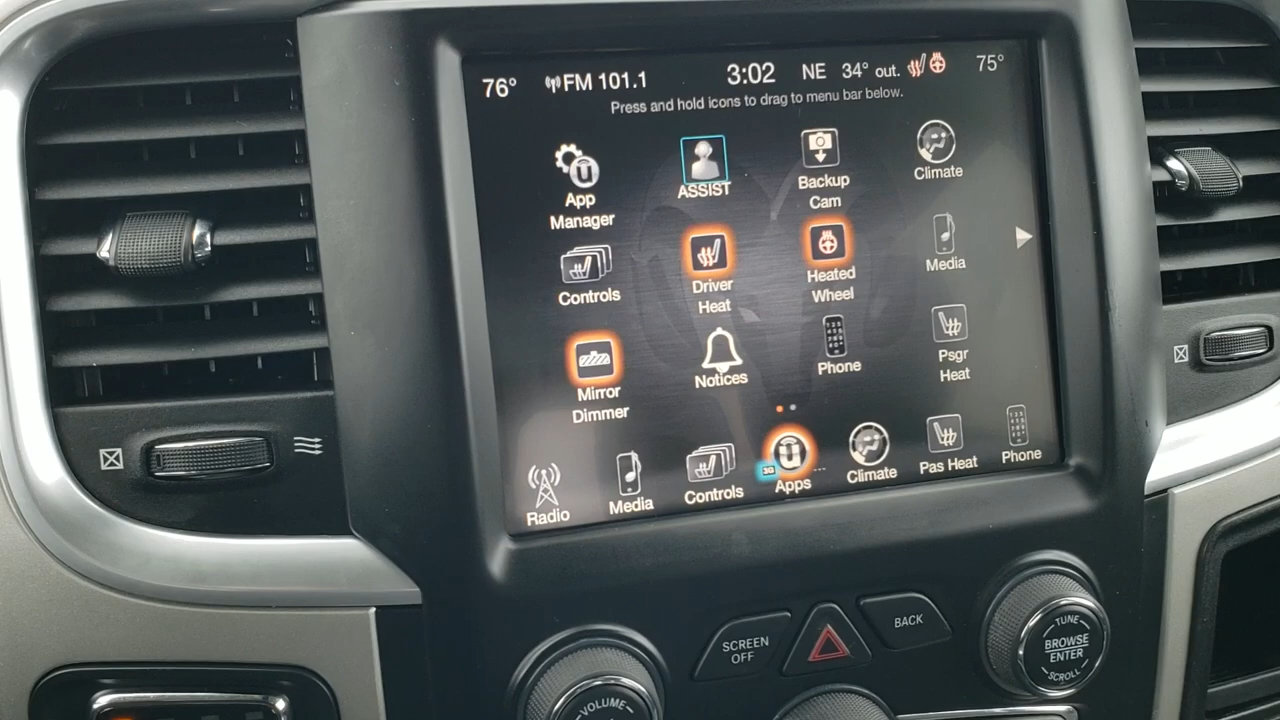 76° FM 101.1 3:02 NE 34° out. 75°
Press and hold icons to drag to menu bar below.
App
Manager
ASSIST
Backup
Cam
Climate
Controls
Driver
Heat
Heated
Wheel
Media
Mirror
Dimmer
Notices
Phone
Psgr
Heat
Radio
Media
Controls
3G
Apps
Climate
Pas Heat
Phone
SCREEN
OFF
BACK
VOLUME
TUNE
BROWSE
ENTER
SCROLL